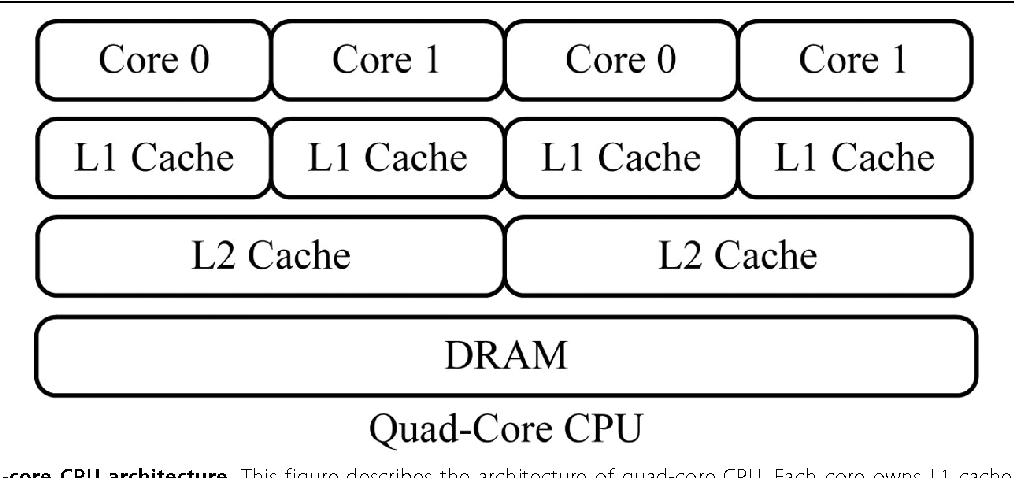 Core 0 Core 1 Core 0 Core 1
L1 Cache L1 Cache L1 Cache L1 Cache
L2 Cache L2 Cache
DRAM
Quad-Core CPU
-core CPU architecture. This figure describes the architecture of quad-core CPU. Each core owns L1 cache